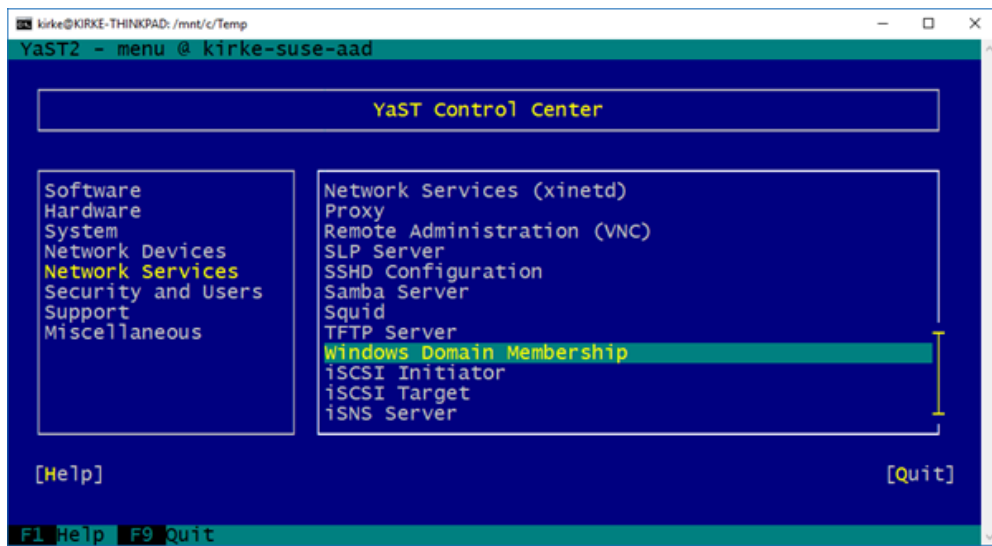 kirke@KIRKE-THINKPAD: /mnt/c/Temp
YaST2 - menu @ kirke-suse-aad
YaST Control Center
Software
Hardware
System
Network Devices
Network Services
Security and Users
Support
Miscellaneous
Network Services (xinetd)
Proxy
Remote Administration (VNC)
SLP Server
SSHD Configuration
Samba Server
Squid
TFTP Server
Windows Domain Membership
iSCSI Initiator
iSCSI Target
iSNS Server
[Help] [Quit]
F1 Help F9 Quit